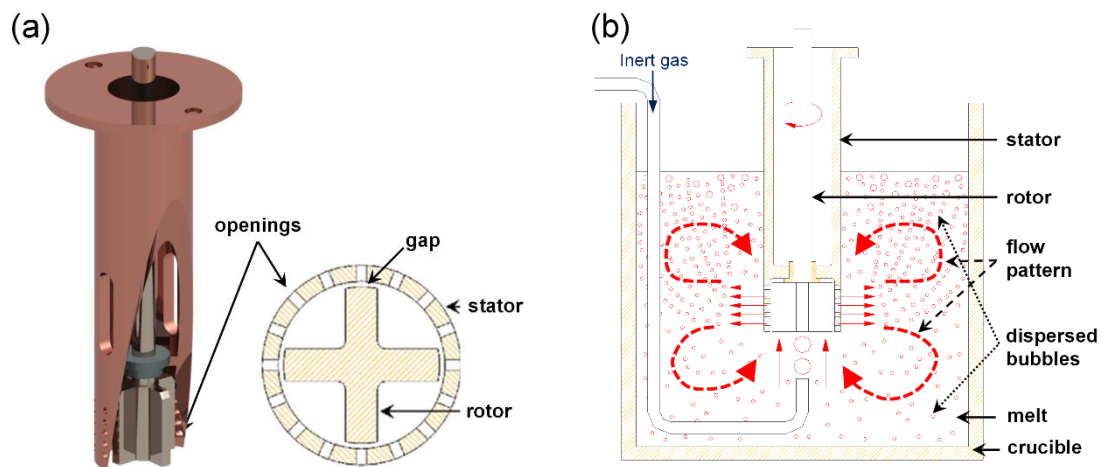 (a)
openings
gap
stator
rotor
(b)
Inert gas
stator
rotor
flow
pattern
dispersed
bubbles
melt
crucible